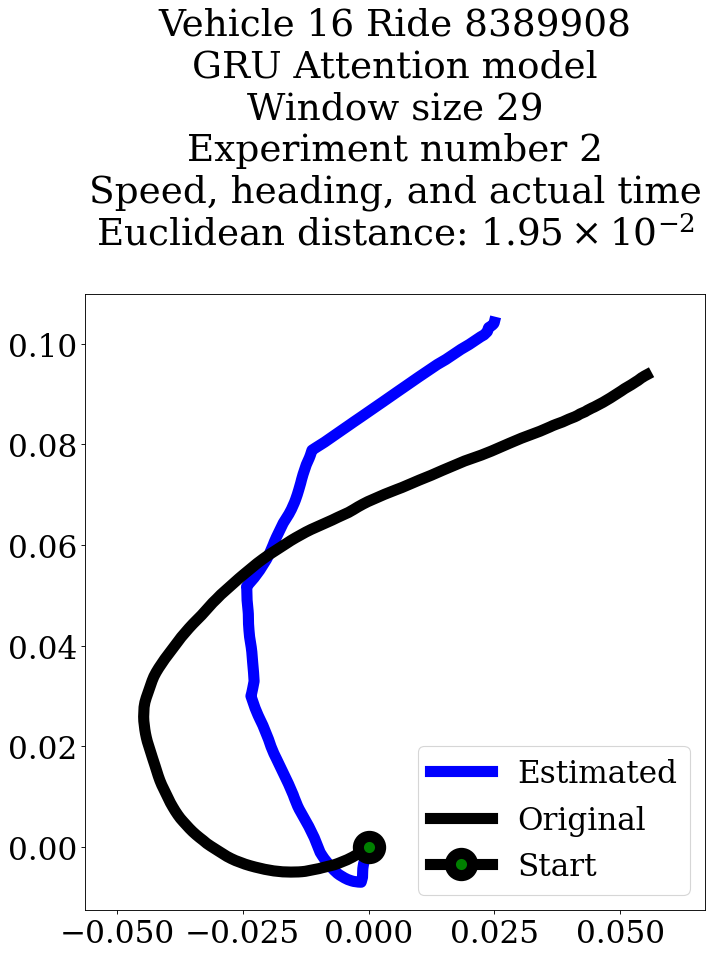 Vehicle 16 Ride 8389908
GRU Attention model
Window size 29
Experiment number 2
Speed, heading, and actual time
Euclidean distance: 1.95 × 10⁻²
0.10
0.08
0.06
0.04
0.02
0.00
Estimated
Original
Start
−0.050 −0.025 0.000 0.025 0.050